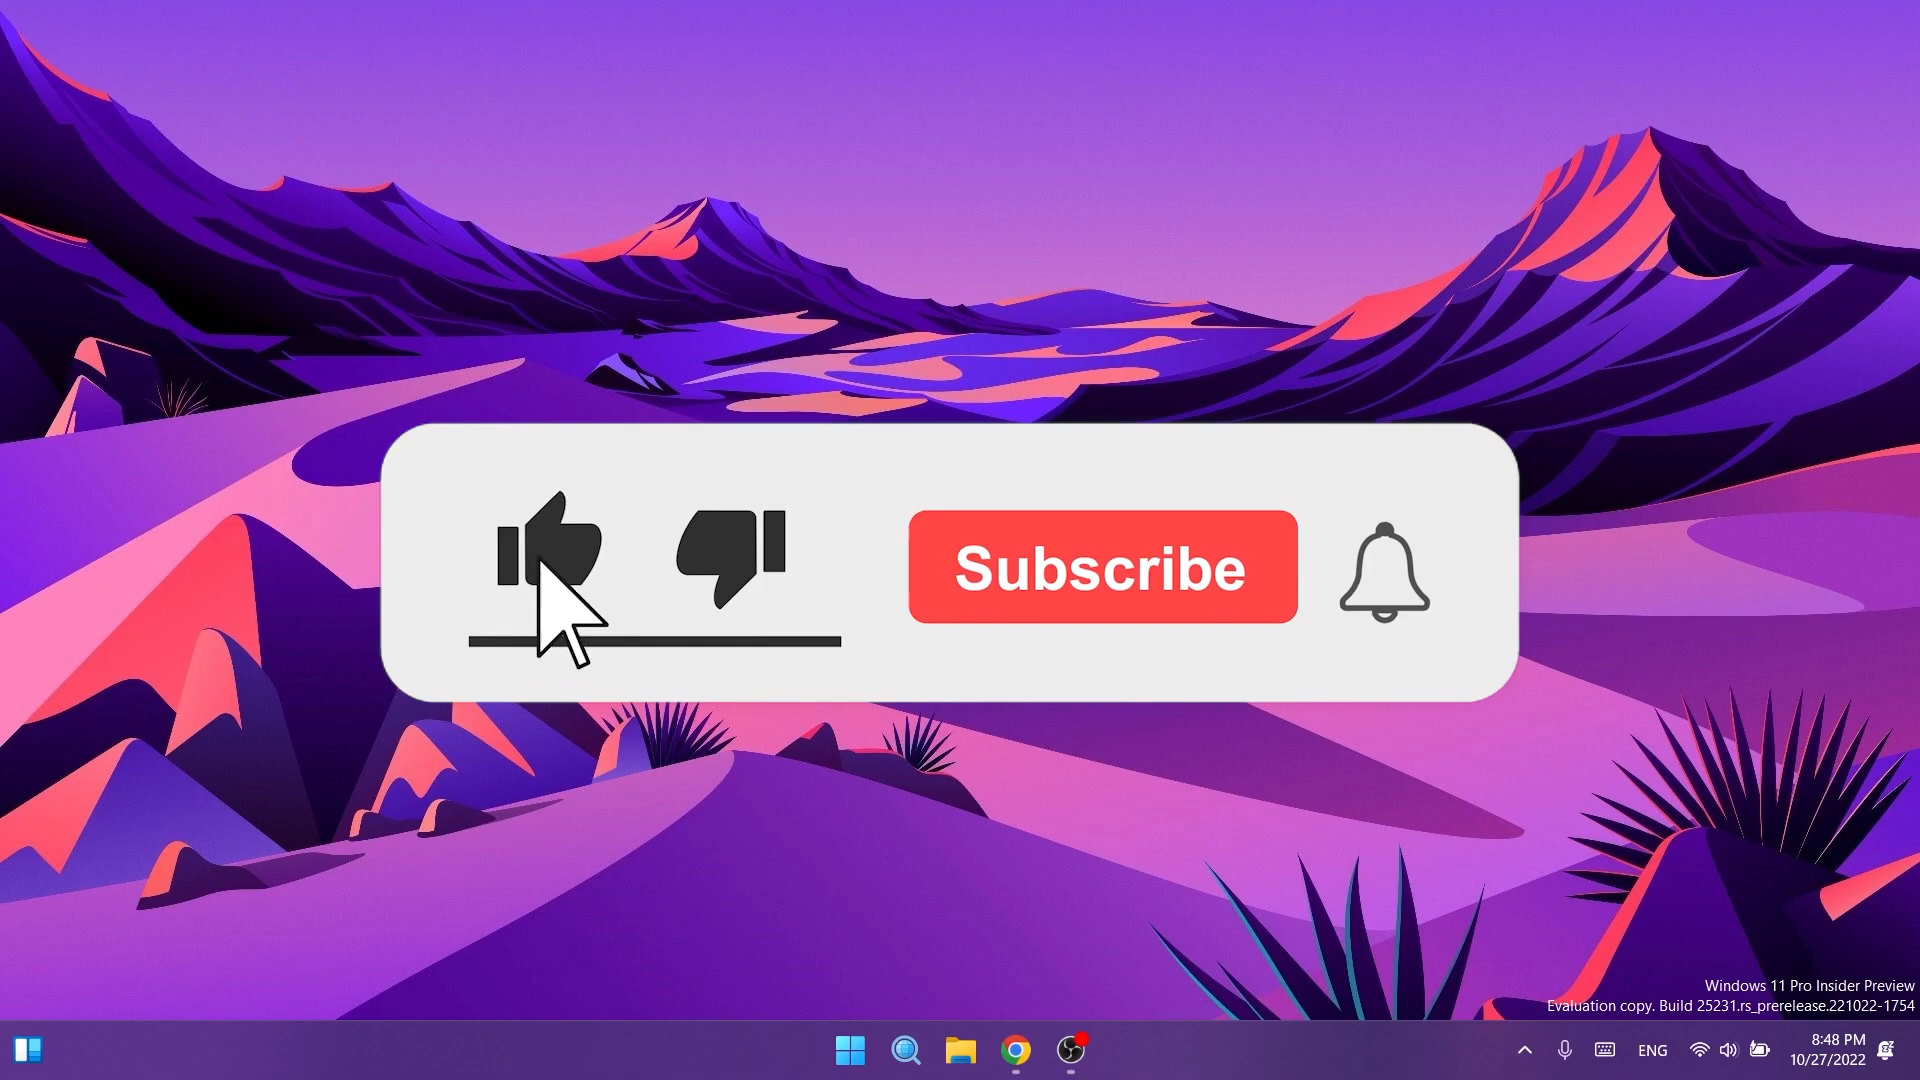 Subscribe
Windows 11 Pro Insider Preview
Evaluation copy. Build 25231.rs_prerelease.221022-1754
ENG
8:48 PM
10/27/2022